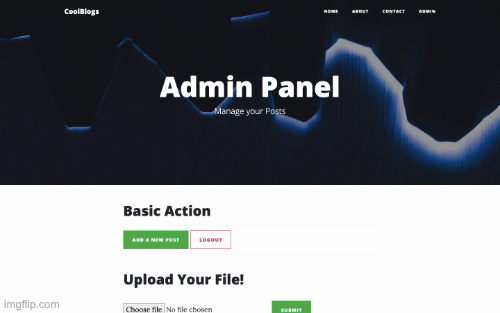 CoolBlogs
HOME ABOUT CONTACT ADMIN
Admin Panel
Manage your Posts
Basic Action
ADD A NEW POST LOGOUT
Upload Your File!
Choose file No file chosen SUBMIT
imgflip.com